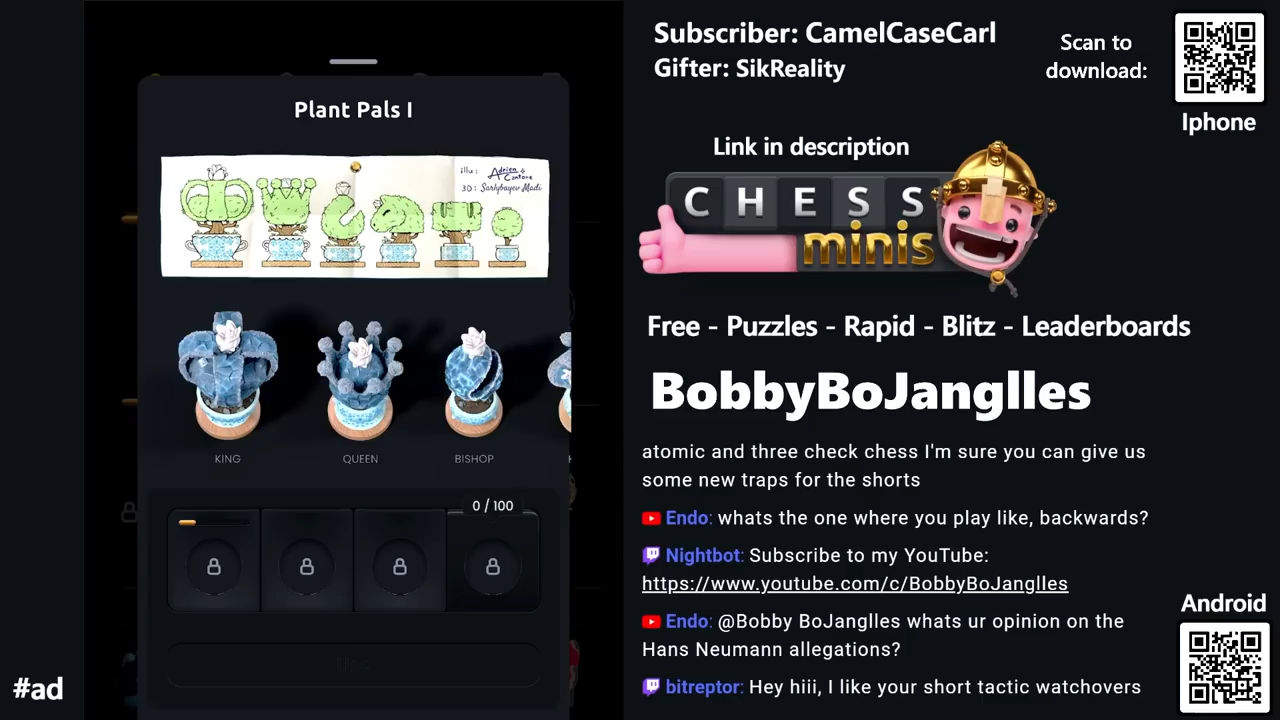 Plant Pals I
illu: Adrien Cantone
3D: Sarhybayev Madi
KING
QUEEN
BISHOP
0 / 100
Use
#ad
Subscriber: CamelCaseCarl
Gifter: SikReality
Scan to
download:
Iphone
Link in description
CHESS
minis
Free - Puzzles - Rapid - Blitz - Leaderboards
BobbyBoJanglles
atomic and three check chess I'm sure you can give us
some new traps for the shorts
Endo: whats the one where you play like, backwards?
Nightbot: Subscribe to my YouTube:
https://www.youtube.com/c/BobbyBoJanglles
Endo: @Bobby BoJanglles whats ur opinion on the
Hans Neumann allegations?
bitreptor: Hey hiii, I like your short tactic watchovers
Android